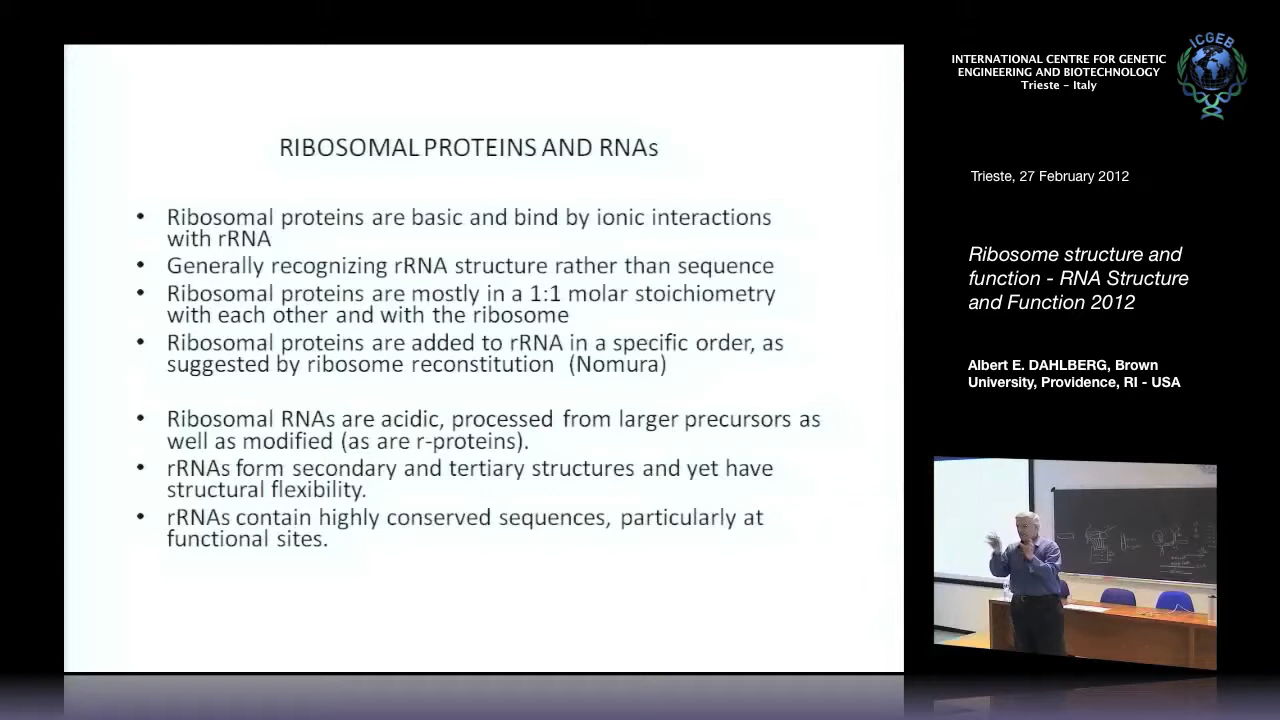 RIBOSOMAL PROTEINS AND RNAs
• Ribosomal proteins are basic and bind by ionic interactions
with rRNA
• Generally recognizing rRNA structure rather than sequence
• Ribosomal proteins are mostly in a 1:1 molar stoichiometry
with each other and with the ribosome
• Ribosomal proteins are added to rRNA in a specific order, as
suggested by ribosome reconstitution (Nomura)
• Ribosomal RNAs are acidic, processed from larger precursors as
well as modified (as are r-proteins).
• rRNAs form secondary and tertiary structures and yet have
structural flexibility.
• rRNAs contain highly conserved sequences, particularly at
functional sites.
INTERNATIONAL CENTRE FOR GENETIC
ENGINEERING AND BIOTECHNOLOGY
Trieste - Italy
ICGEB
Trieste, 27 February 2012
Ribosome structure and
function - RNA Structure
and Function 2012
Albert E. DAHLBERG, Brown
University, Providence, RI - USA